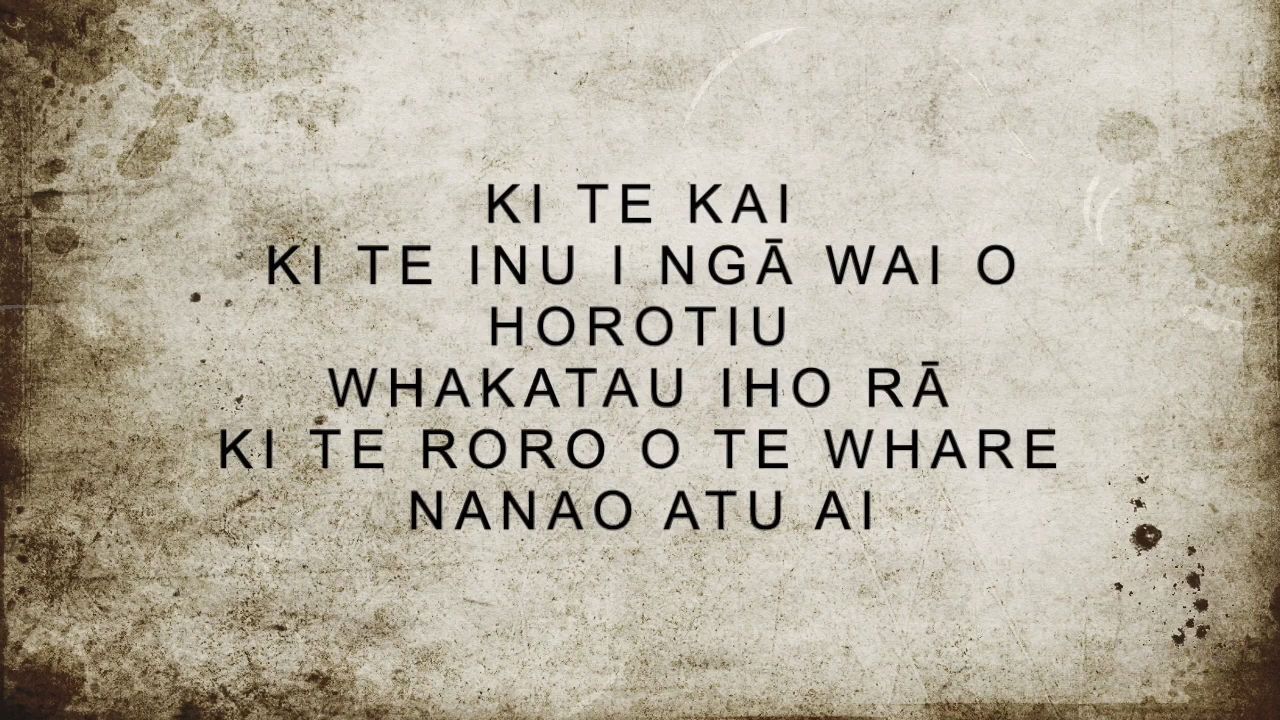 KI TE KAI
KI TE INU I NGĀ WAI O
HOROTIU
WHAKATAU IHO RĀ
KI TE RORO O TE WHARE
NANAO ATU AI